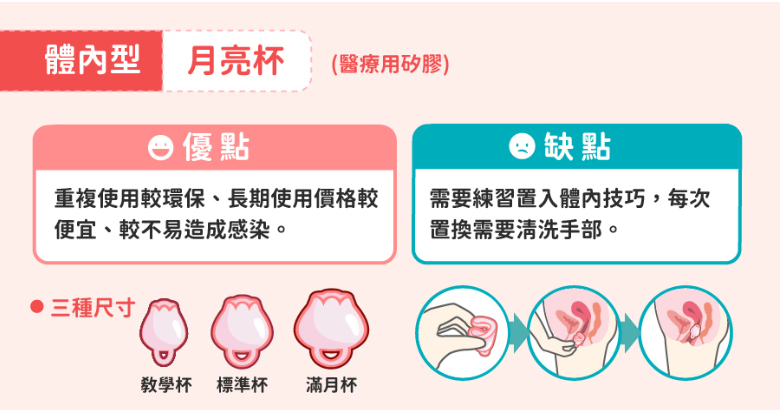 體內型 月亮杯 (醫療用矽膠)
優點
重複使用較環保、長期使用價格較
便宜、較不易造成感染。
缺點
需要練習置入體內技巧，每次
置換需要清洗手部。
三種尺寸
教學杯 標準杯 滿月杯